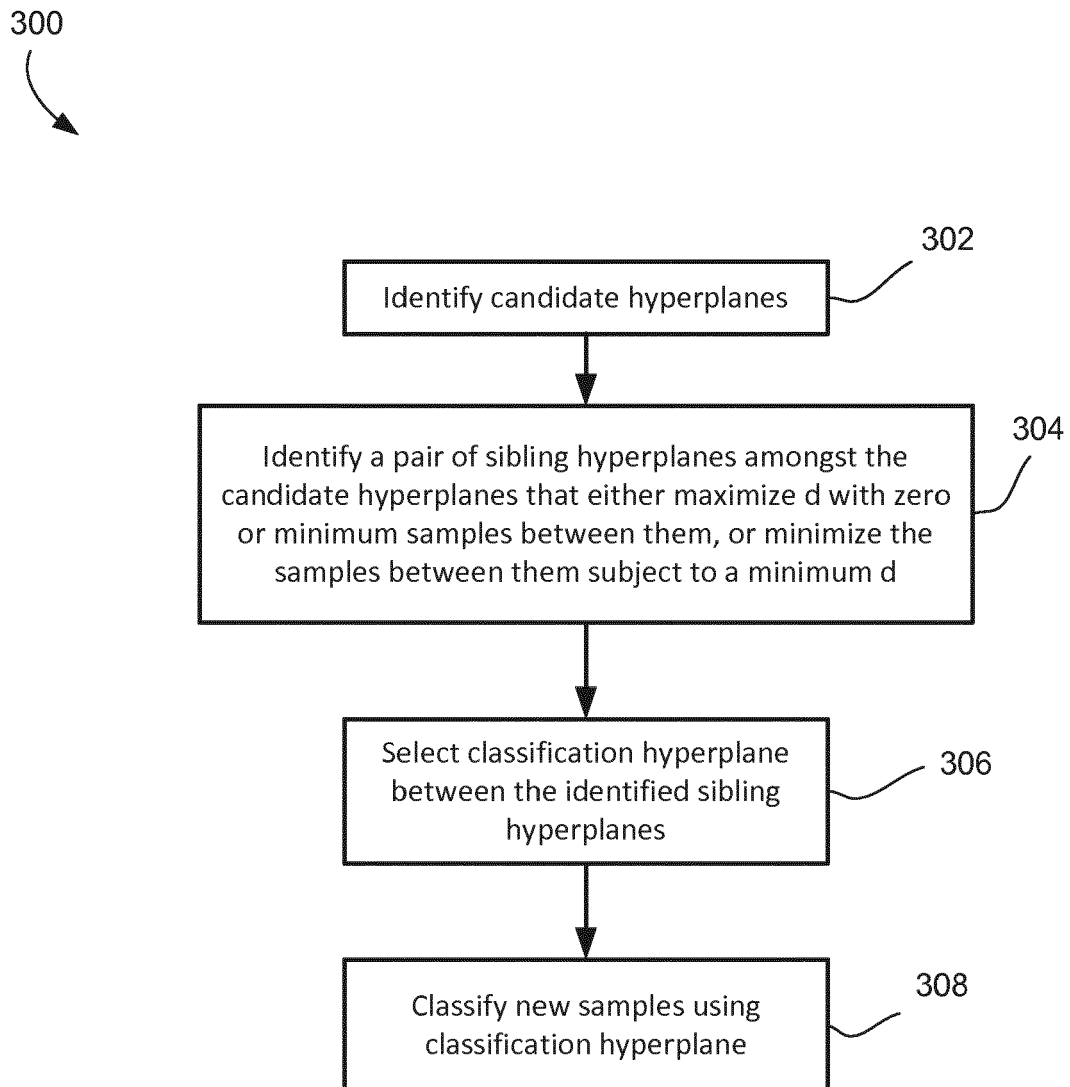 300
302
Identify candidate hyperplanes
304
Identify a pair of sibling hyperplanes amongst the
candidate hyperplanes that either maximize d with zero
or minimum samples between them, or minimize the
samples between them subject to a minimum d
Select classification hyperplane
between the identified sibling
hyperplanes
306
Classify new samples using
classification hyperplane
308